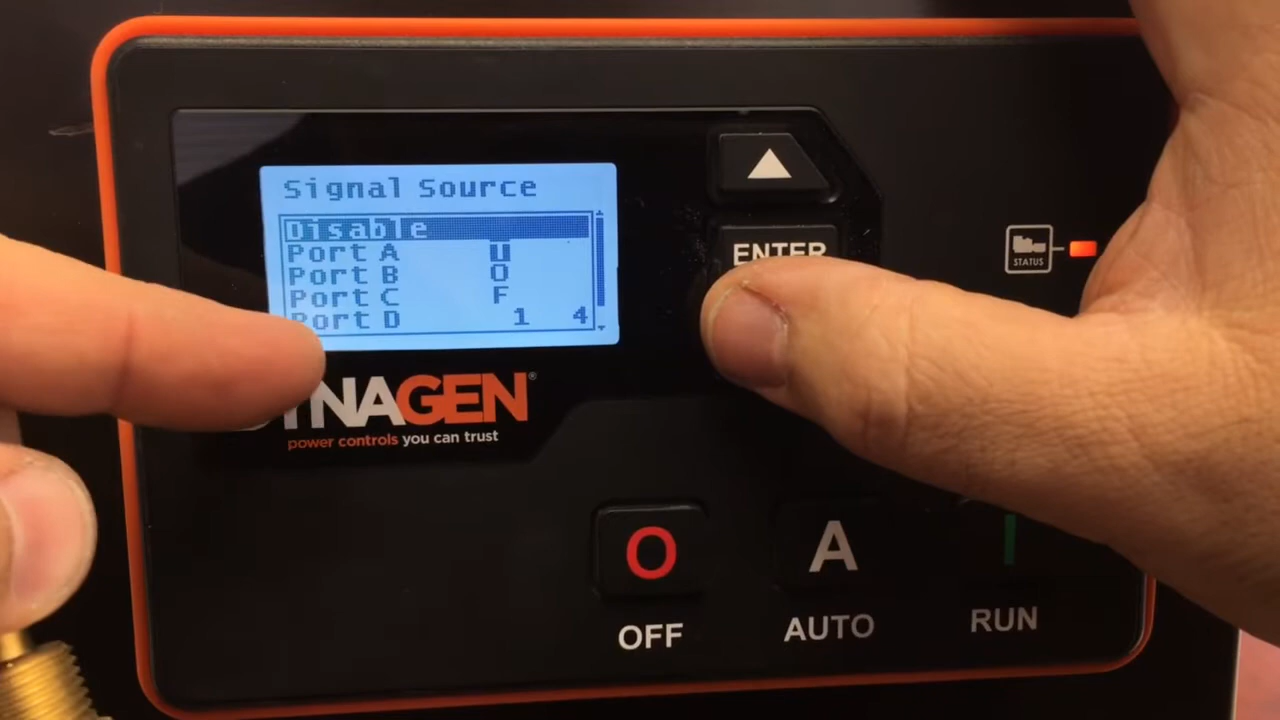 Signal Source
Disable
Port A U
Port B O
Port C F
Port D 1 4
ENTER
STATUS
NAGEN®
power controls you can trust
O
A
I
OFF
AUTO
RUN